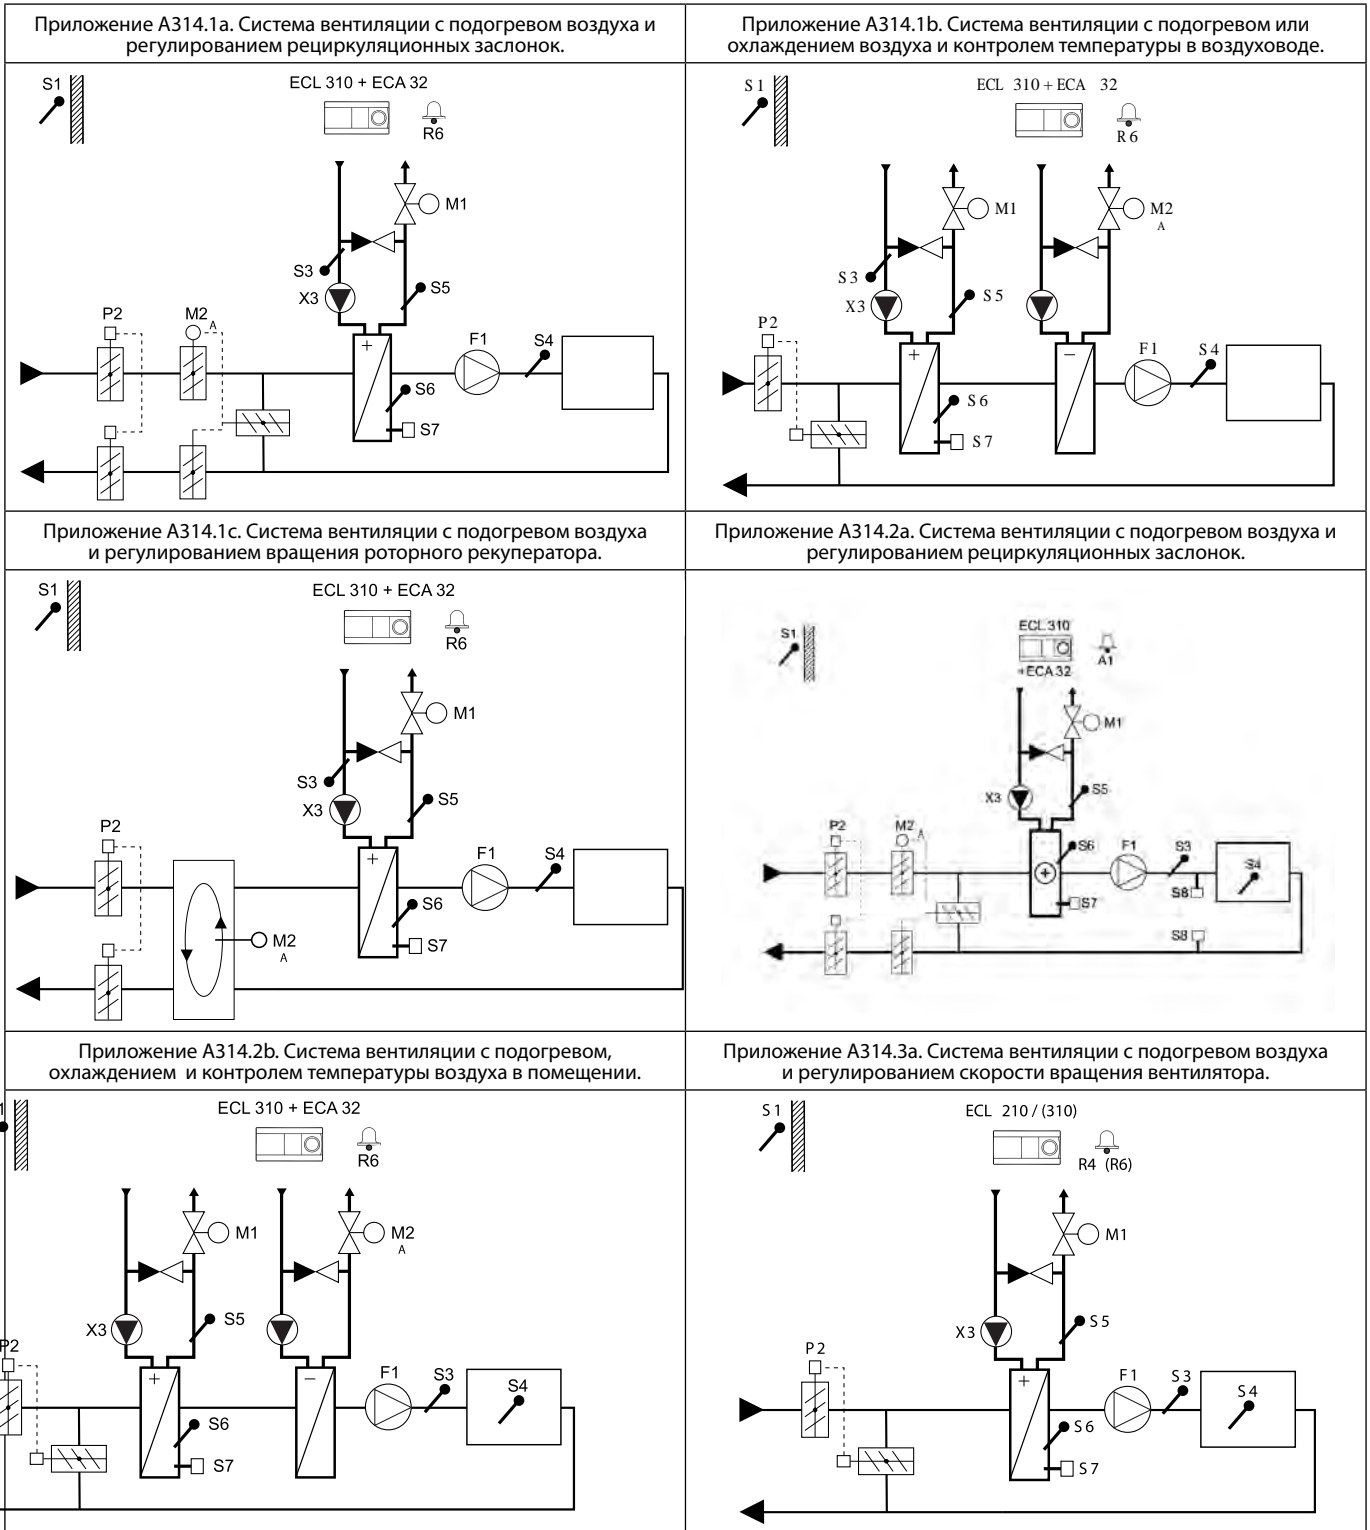 Приложение А314.1a. Система вентиляции с подогревом воздуха и
регулированием рециркуляционных заслонок.
S1
ECL 310 + ECA 32
R6
M1
S3
S5
X3
P2
M2
A
F1
S4
+
S6
S7
Приложение А314.1b. Система вентиляции с подогревом или
охлаждением воздуха и контролем температуры в воздуховоде.
S 1
ECL 310 + ECA 32
R 6
M1
M2
A
S 3
S 5
X3
P 2
F1
S 4
+
−
S 6
S 7
Приложение А314.1c. Система вентиляции с подогревом воздуха
и регулированием вращения роторного рекуператора.
S1
ECL 310 + ECA 32
R6
M1
S3
S5
X3
P2
F1
S4
+
S6
M2
A
S7
Приложение А314.2a. Система вентиляции с подогревом воздуха и
регулированием рециркуляционных заслонок.
S1
ECL 310
+ECA 32
A1
M1
X3
S5
P2
M2
A
S6
F1
S3
S4
+
S8
S7
S8
Приложение А314.2b. Система вентиляции с подогревом,
охлаждением и контролем температуры воздуха в помещении.
1
ECL 310 + ECA 32
R6
M1
M2
A
X3
S5
P2
F1
S3
S4
+
−
S6
S7
Приложение А314.3a. Система вентиляции с подогревом воздуха
и регулированием скорости вращения вентилятора.
S 1
ECL 210 / (310)
R4 (R6)
M1
X3
S 5
P 2
F1
S 3
S 4
+
S 6
S 7